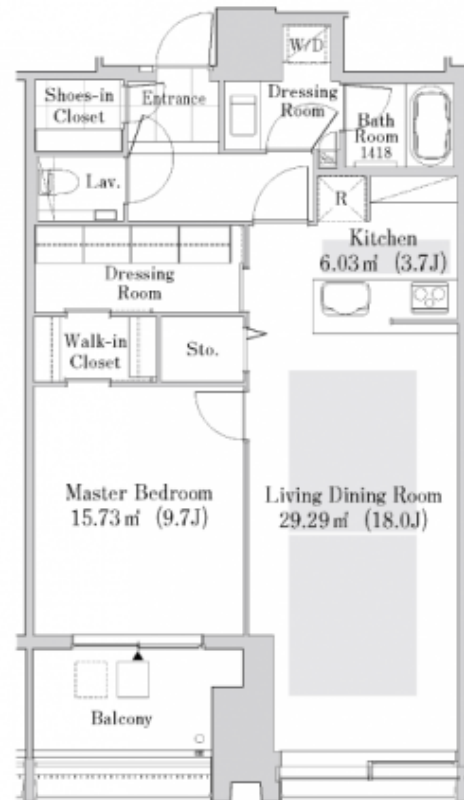 W/D
Shoes-in
Closet
Entrance
Dressing
Room
Bath
Room
1418
Lav.
R
Kitchen
6.03㎡ (3.7J)
Dressing
Room
Walk-in
Closet
Sto.
Master Bedroom
15.73㎡ (9.7J)
Living Dining Room
29.29㎡ (18.0J)
Balcony